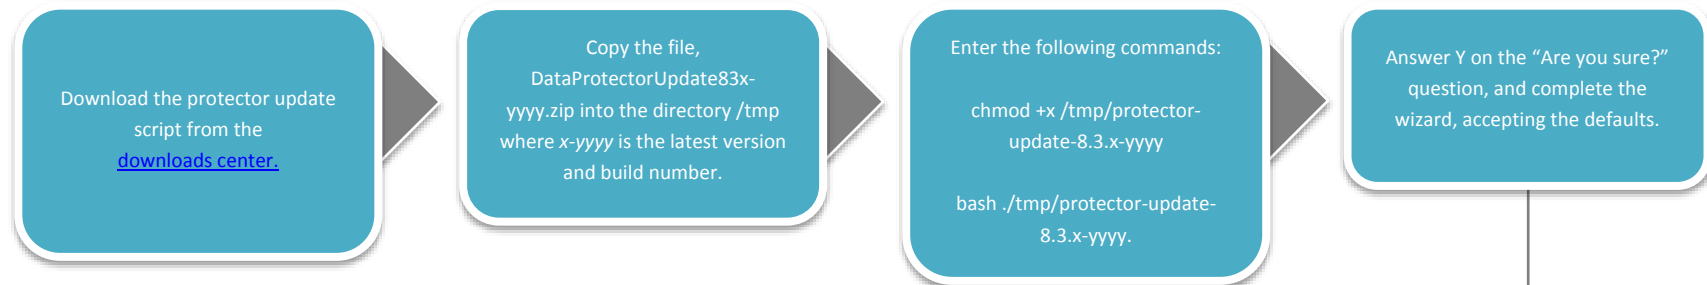 Download the protector update
script from the
downloads center.
Copy the file,
DataProtectorUpdate83x-
yyyy.zip into the directory /tmp
where x-yyyy is the latest version
and build number.
Enter the following commands:
chmod +x /tmp/protector-
update-8.3.x-yyyy
bash ./tmp/protector-update-
8.3.x-yyyy.
Answer Y on the “Are you sure?”
question, and complete the
wizard, accepting the defaults.